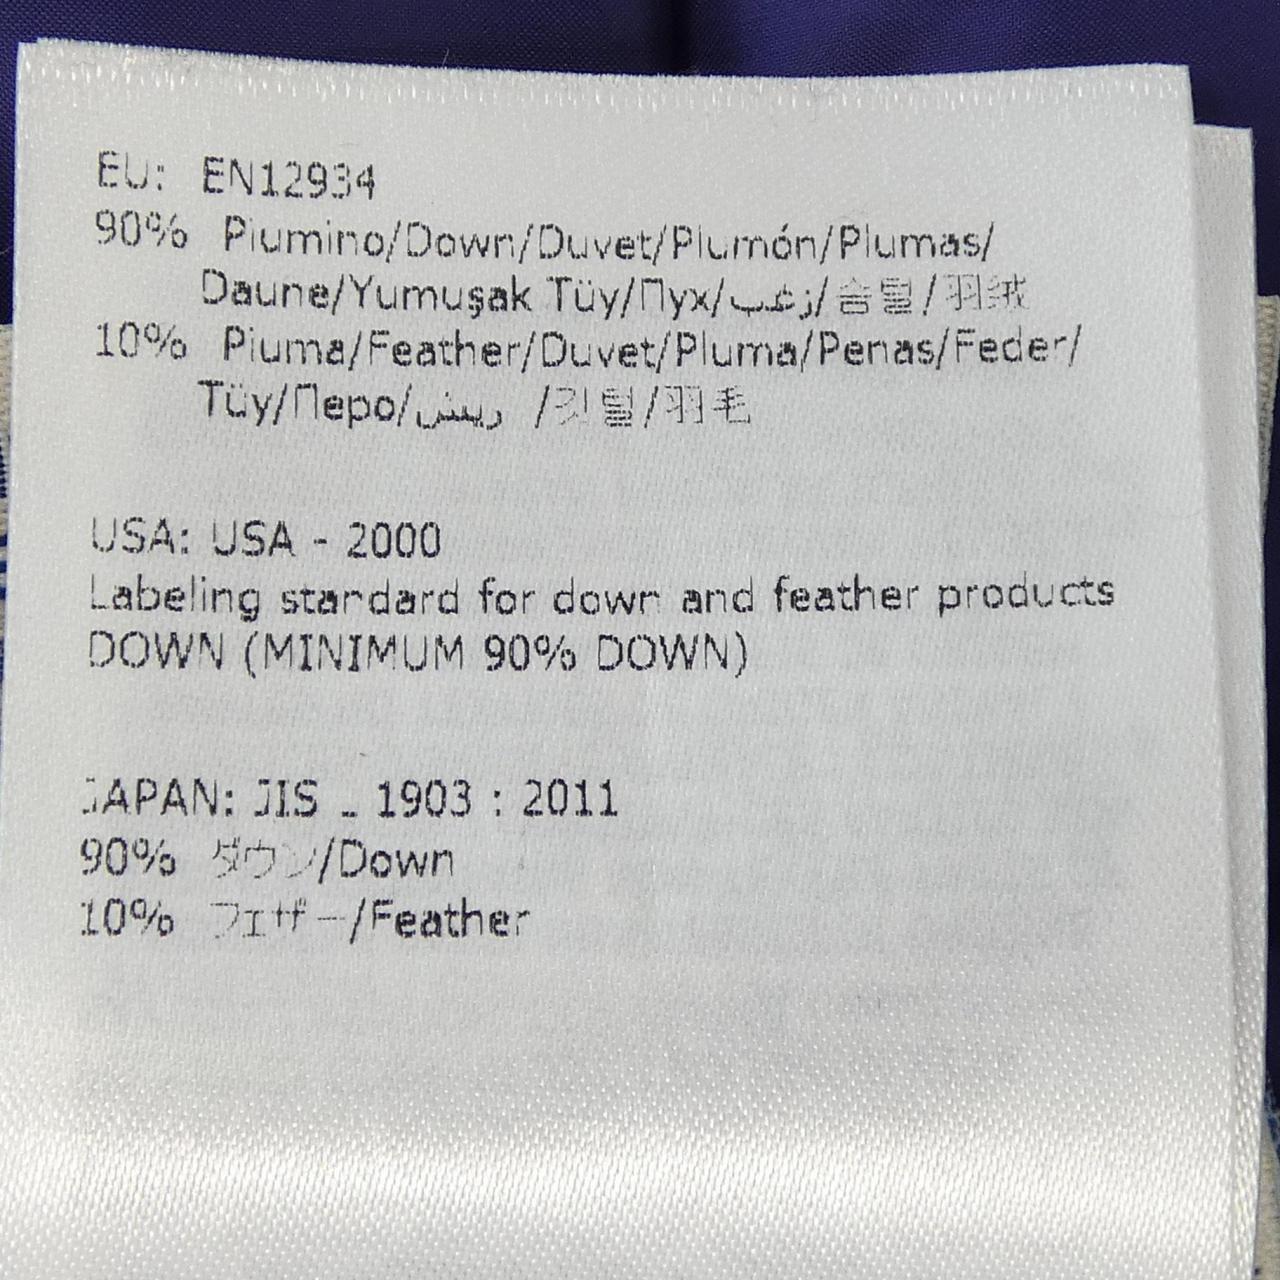 EU: EN12934
90% Piumino/Down/Duvet/Plumón/Plumas/
Daune/Yumuşak Tüy/Пух/زغب/솜털/羽绒
10% Piuma/Feather/Duvet/Pluma/Penas/Feder/
Tüy/Перо/ريش /깃털/羽毛
USA: USA - 2000
Labeling standard for down and feather products
DOWN (MINIMUM 90% DOWN)
JAPAN: JIS - 1903 : 2011
90% ダウン/Down
10% フェザー/Feather